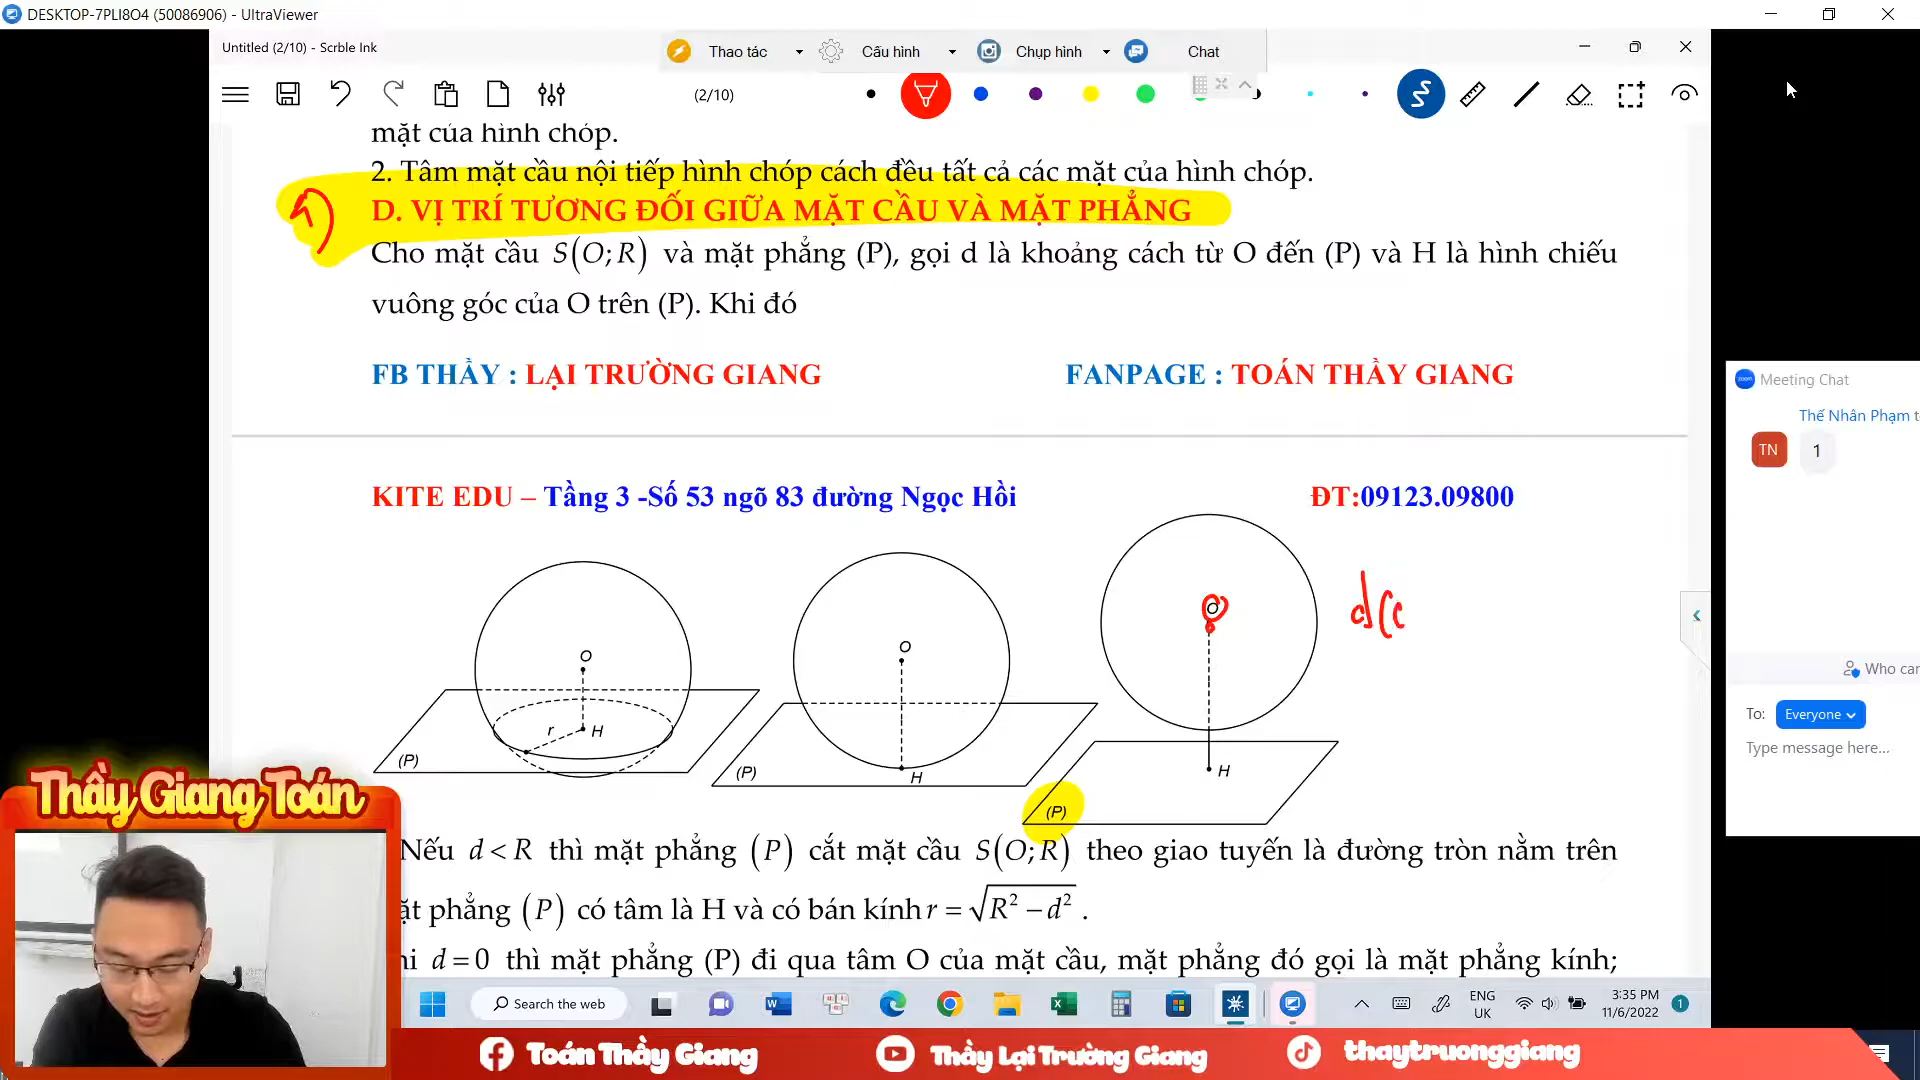 DESKTOP-7PLI8O4 (50086906) - UltraViewer
Untitled (2/10) - Scrble Ink
Thao tác
Cấu hình
Chụp hình
Chat
(2/10)
mặt của hình chóp.
2. Tâm mặt cầu nội tiếp hình chóp cách đều tất cả các mặt của hình chóp.
1)
D. VỊ TRÍ TƯƠNG ĐỐI GIỮA MẶT CẦU VÀ MẶT PHẲNG
Cho mặt cầu S(O;R) và mặt phẳng (P), gọi d là khoảng cách từ O đến (P) và H là hình chiếu
vuông góc của O trên (P). Khi đó
FB THẦY : LẠI TRƯỜNG GIANG FANPAGE : TOÁN THẦY GIANG
KITE EDU – Tầng 3 -Số 53 ngõ 83 đường Ngọc Hồi ĐT:09123.09800
O
r
H
(P)
O
H
(P)
O
H
(P)
d(
Nếu d < R thì mặt phẳng (P) cắt mặt cầu S(O;R) theo giao tuyến là đường tròn nằm trên
ặt phẳng (P) có tâm là H và có bán kính r = √R² − d² .
hi d = 0 thì mặt phẳng (P) đi qua tâm O của mặt cầu, mặt phẳng đó gọi là mặt phẳng kính;
Meeting Chat
Thế Nhân Phạm t
TN
1
Who can
To: Everyone
Type message here...
Thầy Giang Toán
Search the web
ENG
UK
3:35 PM
11/6/2022
1
Toán Thầy Giang
Thầy Lại Trường Giang
thaytruonggiang